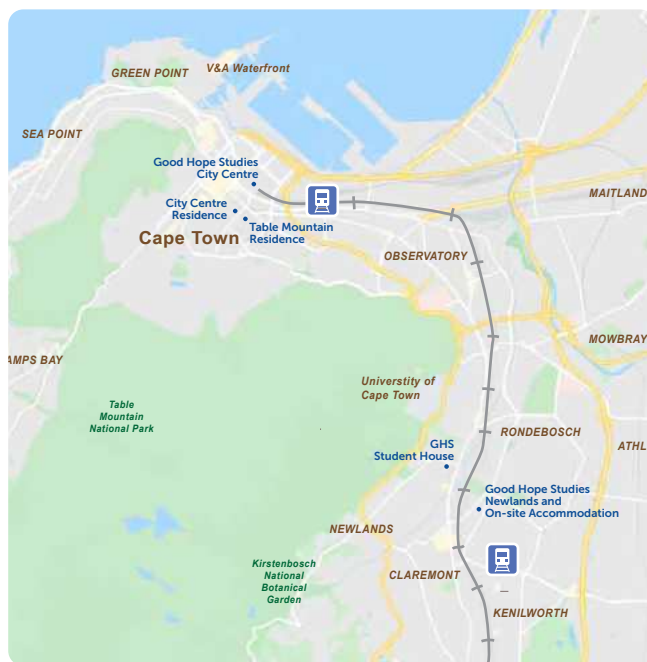 V&A Waterfront
GREEN POINT
SEA POINT
Good Hope Studies
City Centre
MAITLAND
City Centre
Residence
Table Mountain
Residence
Cape Town
OBSERVATORY
MOWBRAY
AMPS BAY
Universtity of
Cape Town
Table
Mountain
National Park
RONDEBOSCH
ATHL
GHS
Student House
Good Hope Studies
Newlands and
On-site Accommodation
NEWLANDS
Kirstenbosch
National
Botanical
Garden
CLAREMONT
KENILWORTH